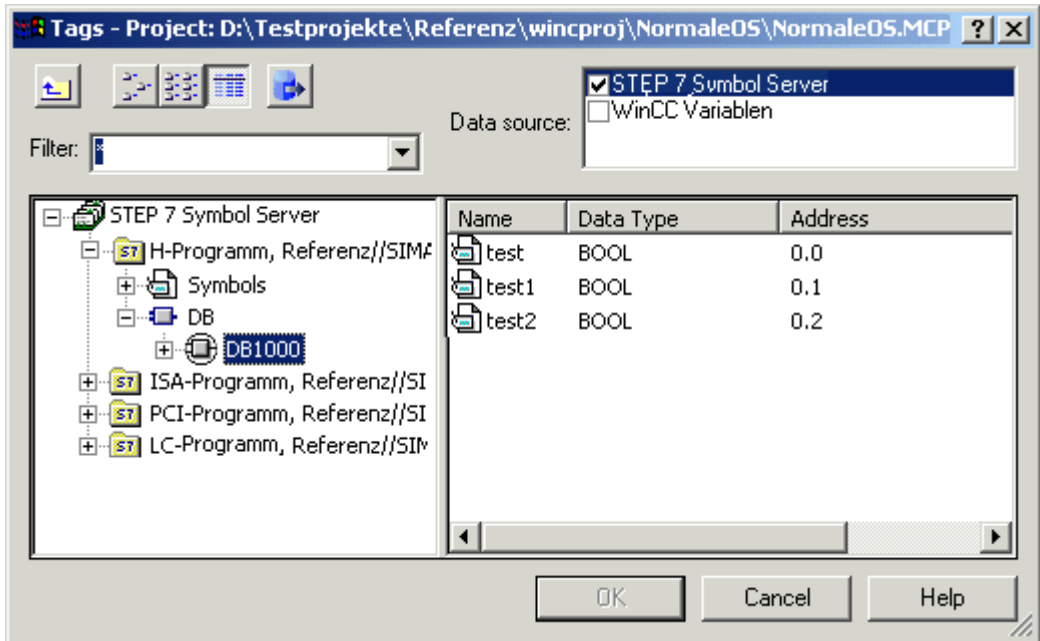 Tags - Project: D:\Testprojekte\Referenz\wincproj\NormaleOS\NormaleOS.MCP
Data source:
STEP 7 Symbol Server
WinCC Variablen
Filter: *
STEP 7 Symbol Server
H-Programm, Referenz//SIMA
Symbols
DB
DB1000
ISA-Programm, Referenz//SI
PCI-Programm, Referenz//SI
LC-Programm, Referenz//SIM
Name Data Type Address
test BOOL 0.0
test1 BOOL 0.1
test2 BOOL 0.2
OK Cancel Help